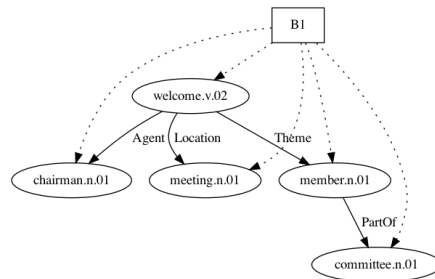 B1
welcome.v.02
Agent Location Theme
chairman.n.01 meeting.n.01 member.n.01
PartOf
committee.n.01